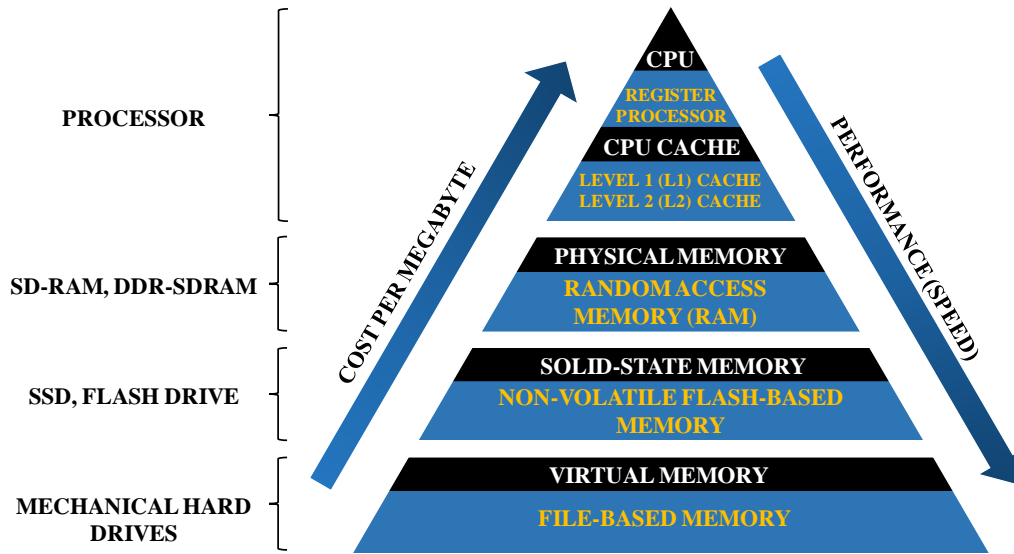 CPU
REGISTER
PROCESSOR
CPU CACHE
LEVEL 1 (L1) CACHE
LEVEL 2 (L2) CACHE
PROCESSOR
COST PER MEGABYTE
PERFORMANCE (SPEED)
PHYSICAL MEMORY
RANDOM ACCESS
MEMORY (RAM)
SD-RAM, DDR-SDRAM
SOLID-STATE MEMORY
NON-VOLATILE FLASH-BASED
MEMORY
SSD, FLASH DRIVE
VIRTUAL MEMORY
FILE-BASED MEMORY
MECHANICAL HARD
DRIVES